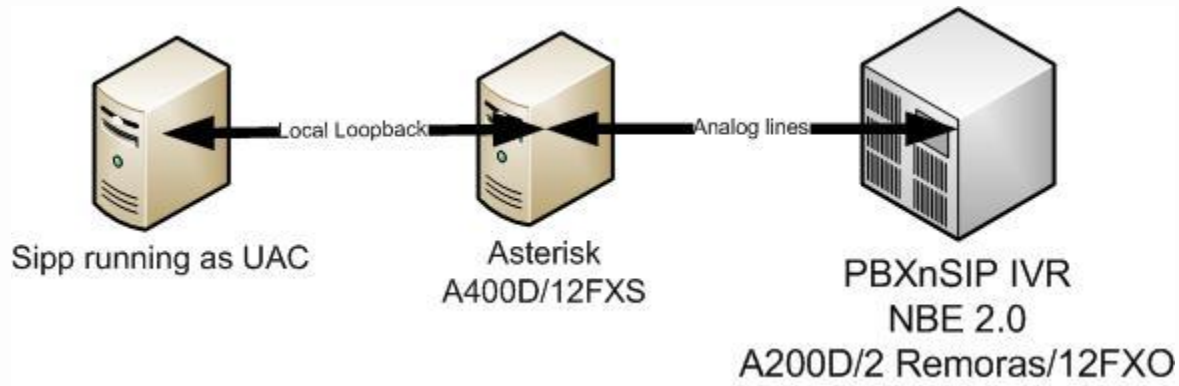 Local Loopback
Analog lines
Sipp running as UAC
Asterisk
A400D/12FXS
PBXnSIP IVR
NBE 2.0
A200D/2 Remoras/12FXO